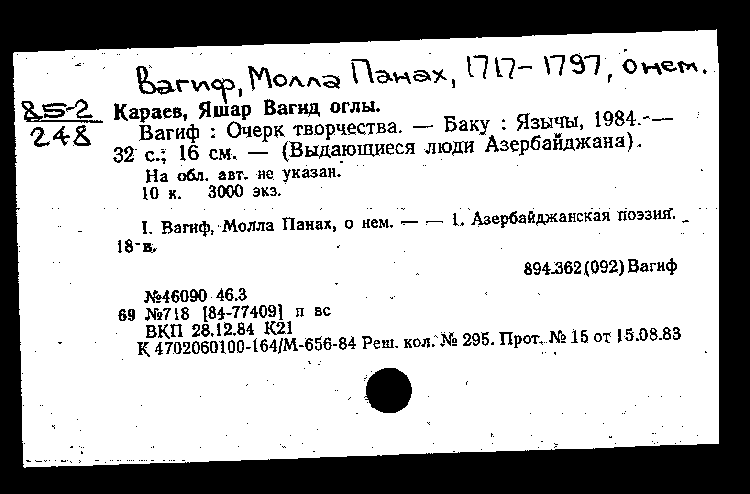 Вагиф, Молла Панах, 1717-1797, о нем.
85-2
248
Караев, Яшар Вагид оглы.
Вагиф : Очерк творчества. — Баку : Язычы, 1984. —
32 с.; 16 см. — (Выдающиеся люди Азербайджана).
На обл. авт. не указан.
10 к. 3000 экз.
I. Вагиф, Молла Панах, о нем. — — 1. Азербайджанская поэзия.
18 в.
894.362(092) Вагиф
№46090 46.3
69 №718 [84-77409] п вс
ВКП 28.12.84 К21
К 4702060100-164/М-656-84 Реш. кол. № 295. Прот. № 15 от 15.08.83